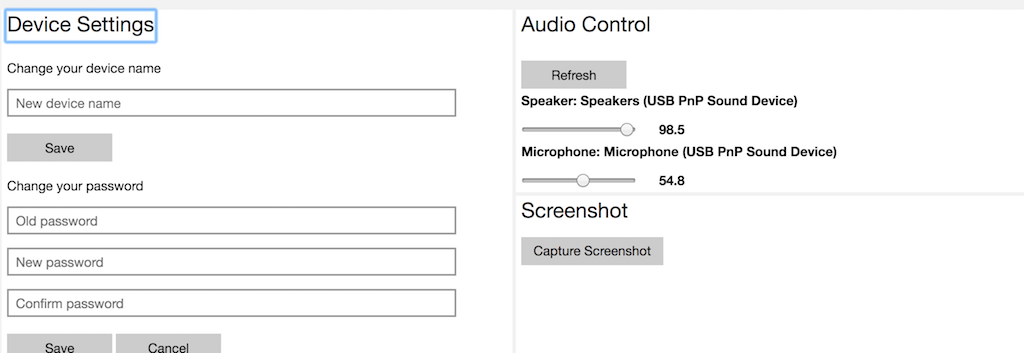 Device Settings
Change your device name
New device name
Save
Change your password
Old password
New password
Confirm password
Save Cancel
Audio Control
Refresh
Speaker: Speakers (USB PnP Sound Device)
98.5
Microphone: Microphone (USB PnP Sound Device)
54.8
Screenshot
Capture Screenshot